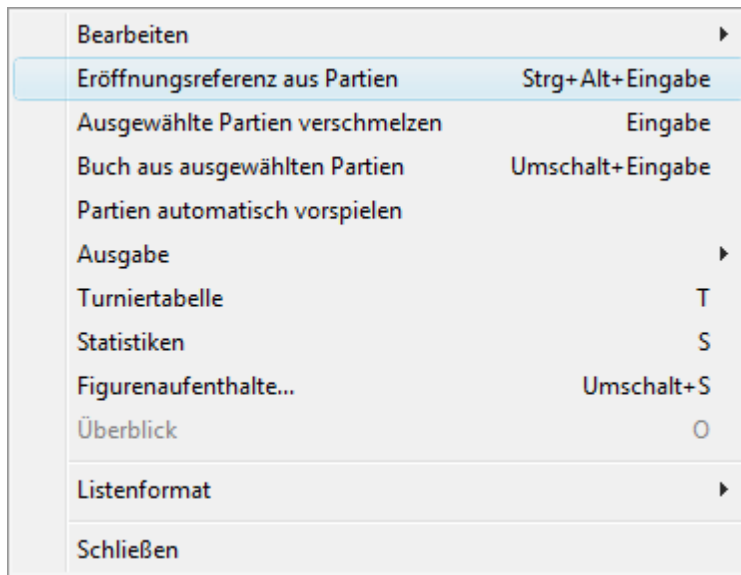 Bearbeiten
Eröffnungsreferenz aus Partien Strg+Alt+Eingabe
Ausgewählte Partien verschmelzen Eingabe
Buch aus ausgewählten Partien Umschalt+Eingabe
Partien automatisch vorspielen
Ausgabe
Turniertabelle T
Statistiken S
Figurenaufenthalte... Umschalt+S
Überblick O
Listenformat
Schließen